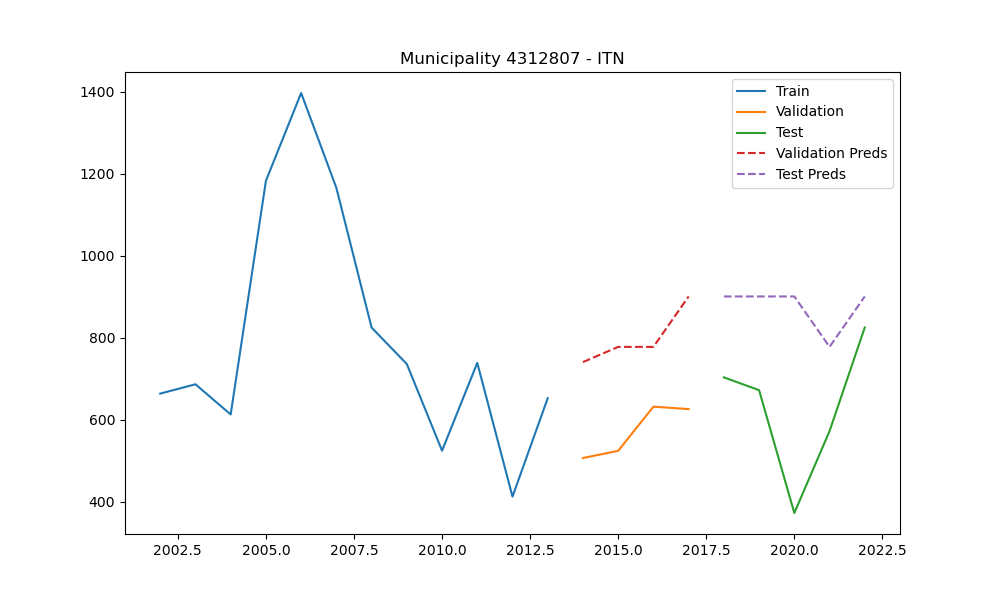 Municipality 4312807 - ITN
1400
1200
1000
800
600
400
2002.5 2005.0 2007.5 2010.0 2012.5 2015.0 2017.5 2020.0 2022.5
Train
Validation
Test
Validation Preds
Test Preds